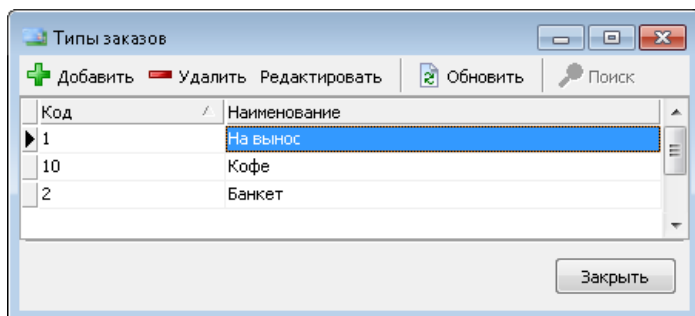 Типы заказов
Добавить Удалить Редактировать Обновить Поиск
Код Наименование
1 На вынос
10 Кофе
2 Банкет
Закрыть